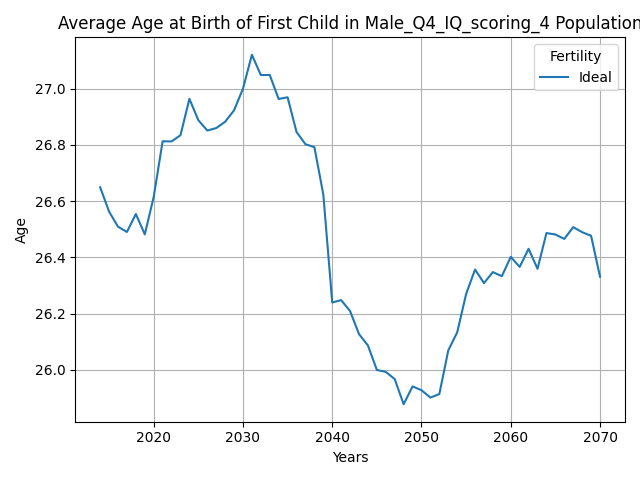 Average Age at Birth of First Child in Male_Q4_IQ_scoring_4 Population
Fertility
Ideal
27.0
26.8
26.6
26.4
26.2
26.0
Age
2020 2030 2040 2050 2060 2070
Years